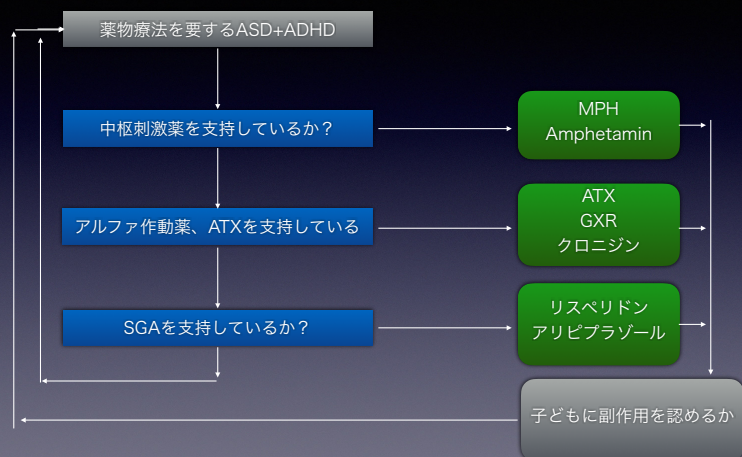 薬物療法を要するASD+ADHD
中枢刺激薬を支持しているか？
MPH
Amphetamin
アルファ作動薬、ATXを支持している
ATX
GXR
クロニジン
SGAを支持しているか？
リスペリドン
アリピプラゾール
子どもに副作用を認めるか